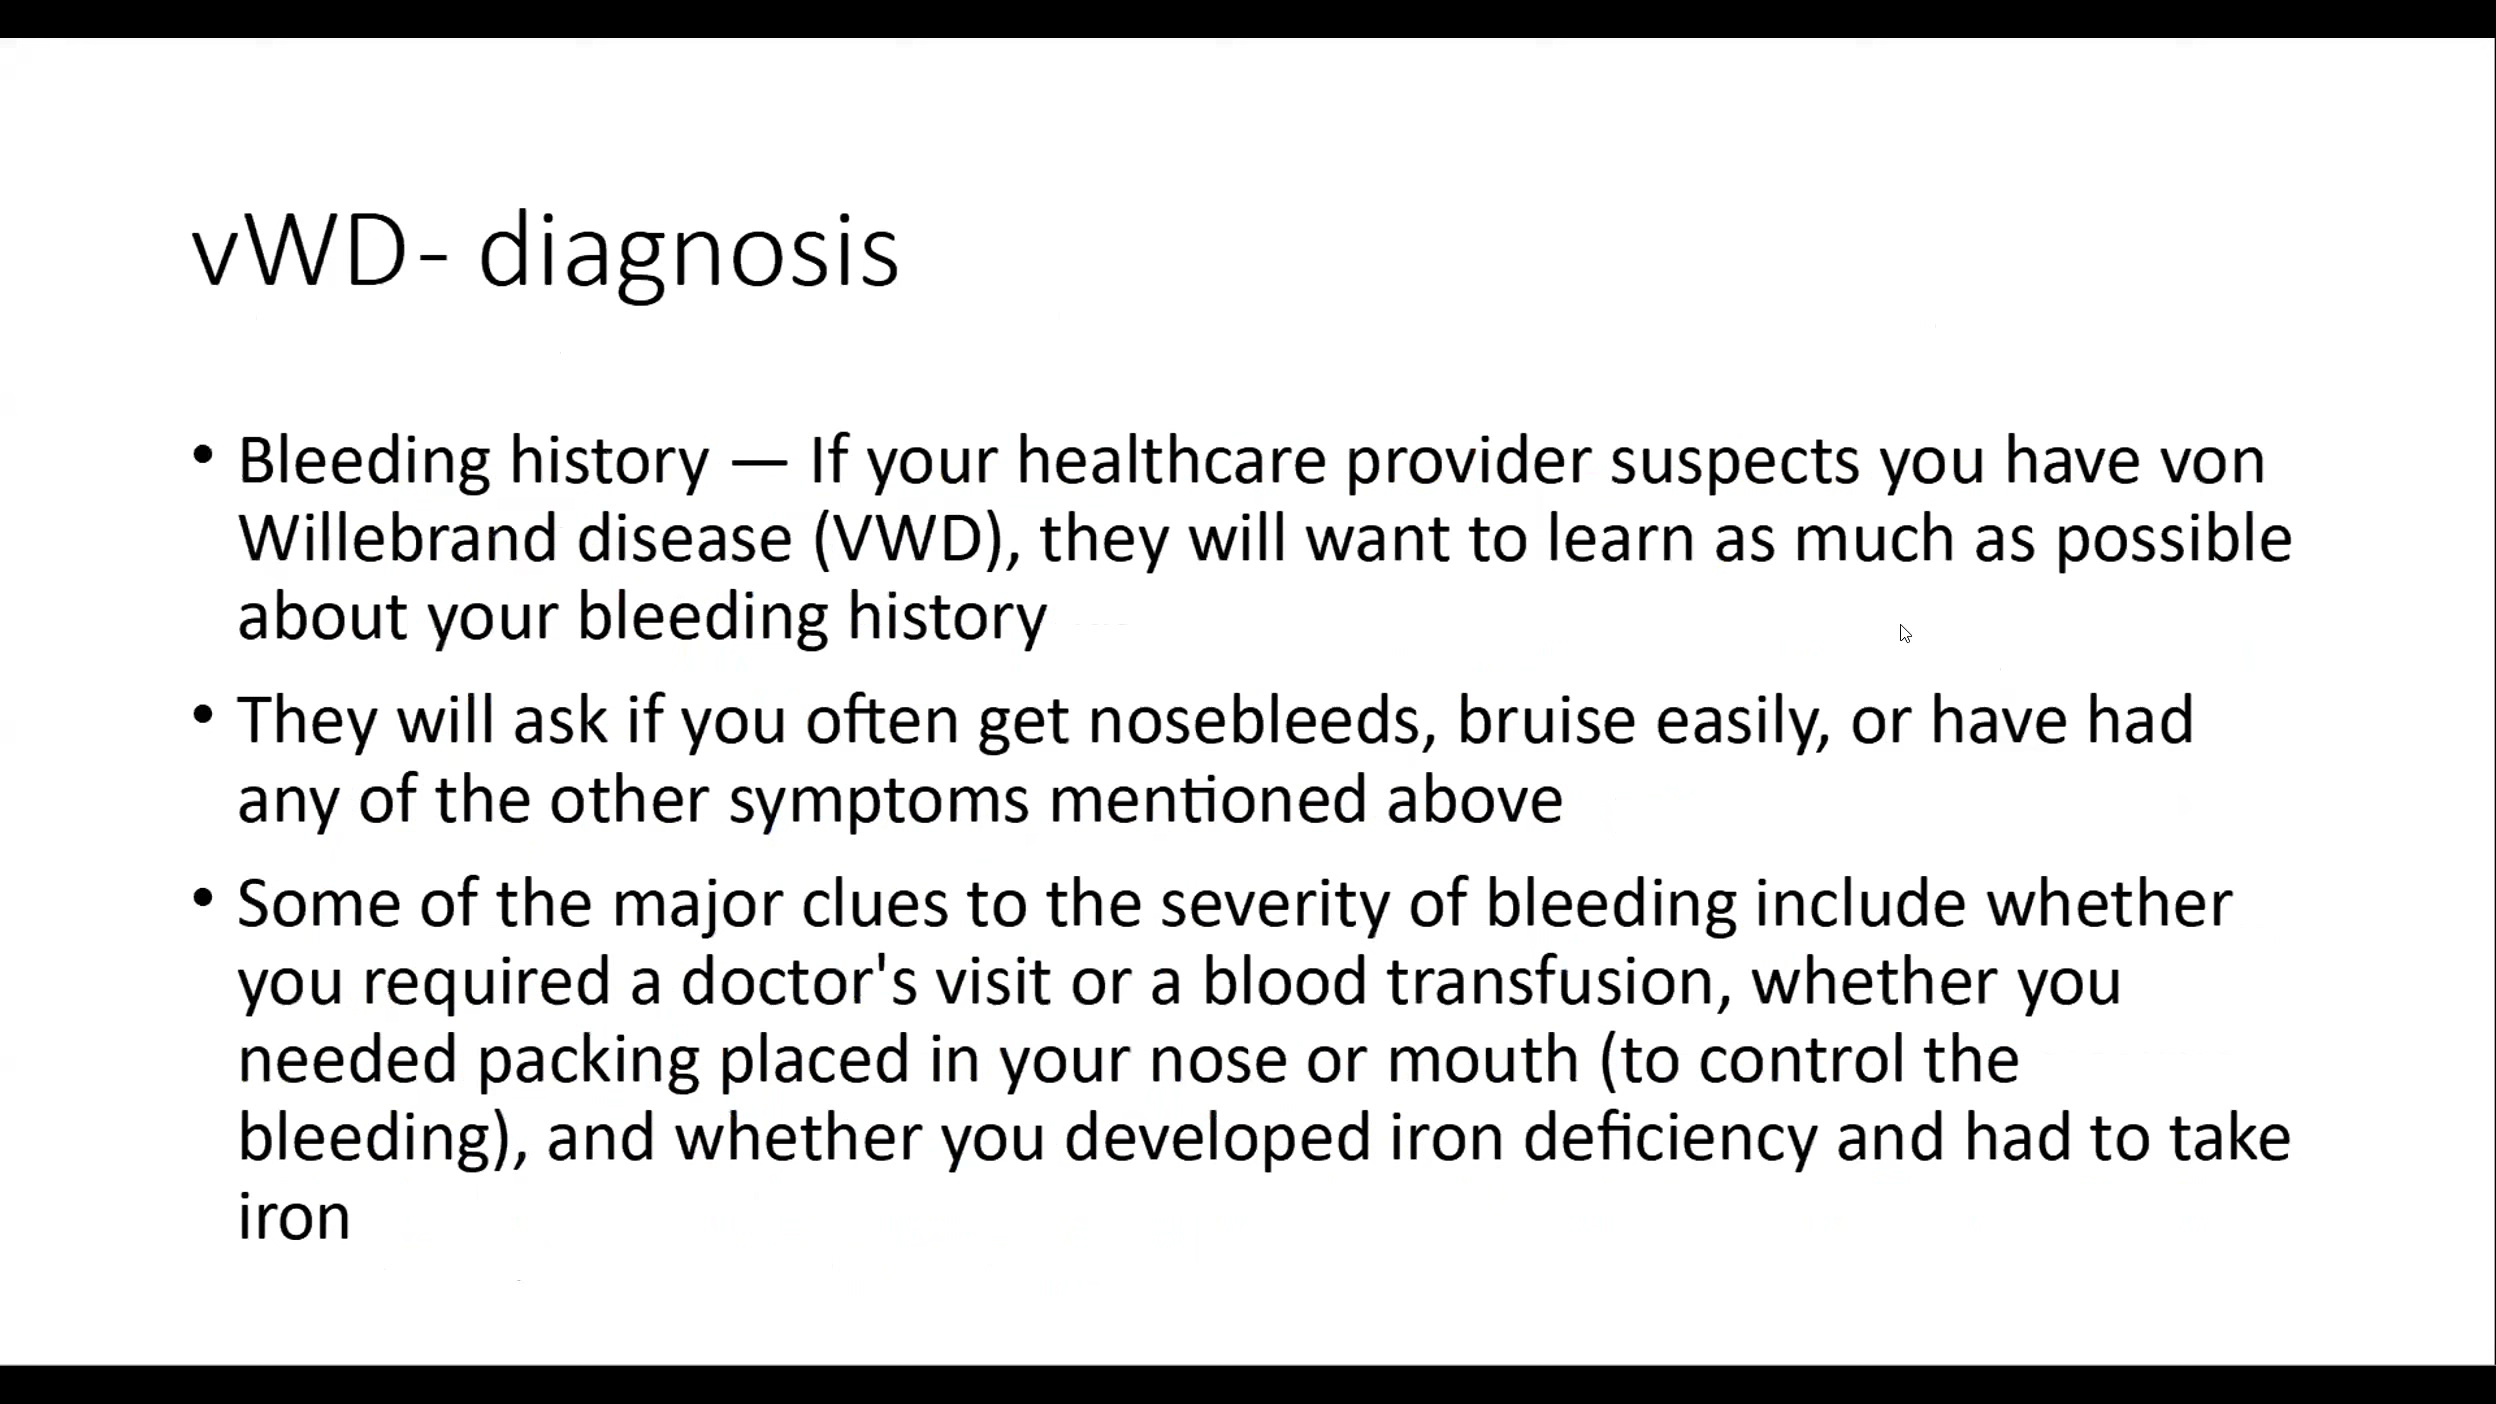 vWD- diagnosis
• Bleeding history — If your healthcare provider suspects you have von
Willebrand disease (VWD), they will want to learn as much as possible
about your bleeding history
• They will ask if you often get nosebleeds, bruise easily, or have had
any of the other symptoms mentioned above
• Some of the major clues to the severity of bleeding include whether
you required a doctor's visit or a blood transfusion, whether you
needed packing placed in your nose or mouth (to control the
bleeding), and whether you developed iron deficiency and had to take
iron